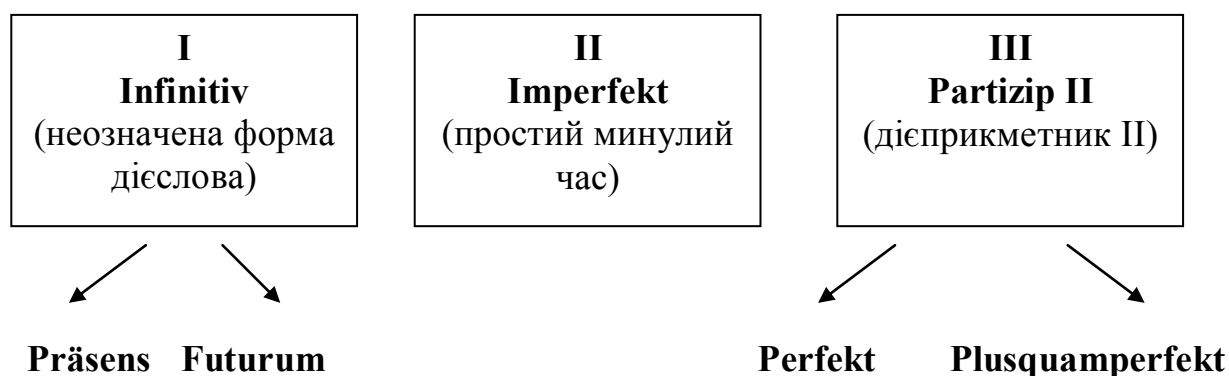 I
Infinitiv
(неозначена форма
дієслова)
II
Imperfekt
(простий минулий
час)
III
Partizip II
(дієприкметник II)
Präsens Futurum
Perfekt Plusquamperfekt